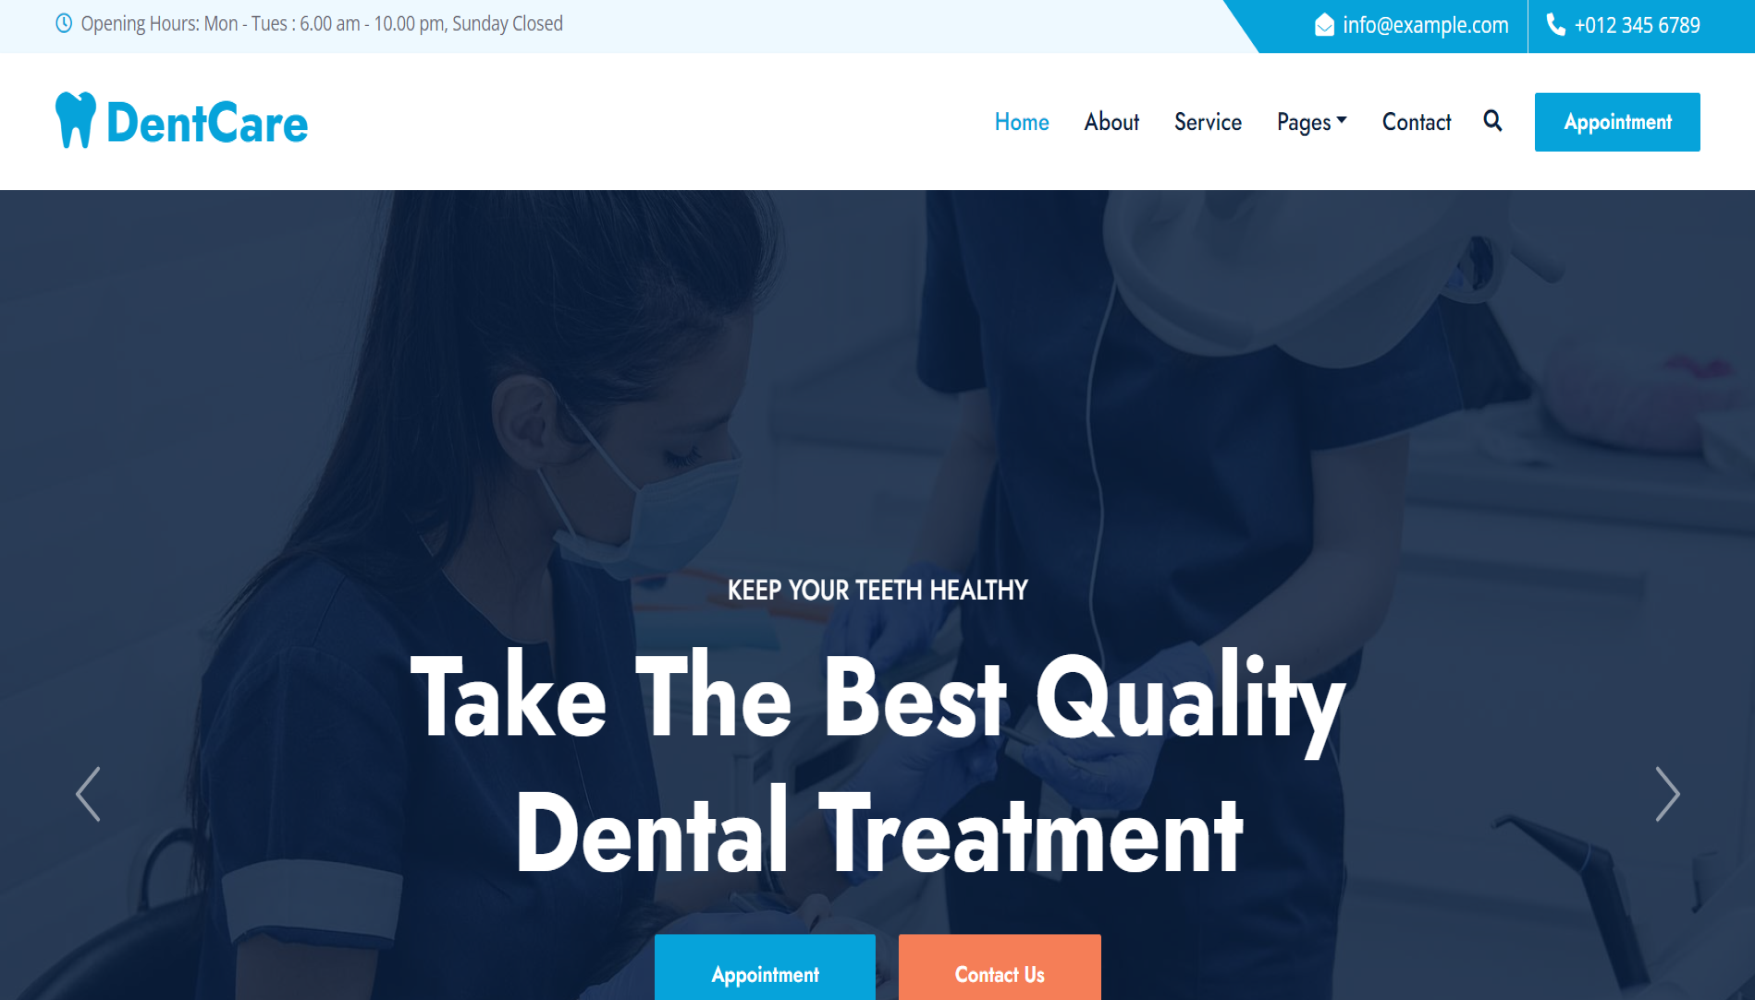 Opening Hours: Mon - Tues : 6.00 am - 10.00 pm, Sunday Closed
info@example.com
+012 345 6789
DentCare
Home
About
Service
Pages
Contact
Appointment
KEEP YOUR TEETH HEALTHY
Take The Best Quality
Dental Treatment
Appointment
Contact Us